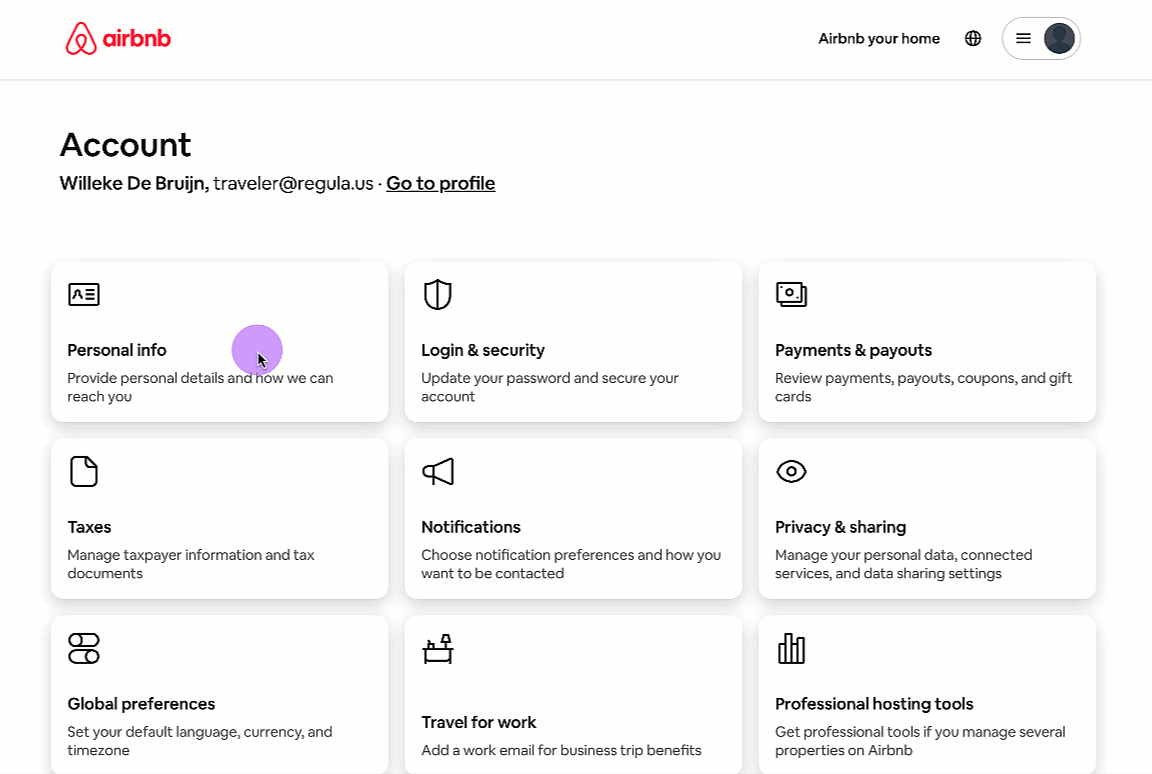 airbnb
Airbnb your home
Account
Willeke De Bruijn, traveler@regula.us · Go to profile
Personal info
Provide personal details and how we can
reach you
Login & security
Update your password and secure your
account
Payments & payouts
Review payments, payouts, coupons, and gift
cards
Taxes
Manage taxpayer information and tax
documents
Notifications
Choose notification preferences and how you
want to be contacted
Privacy & sharing
Manage your personal data, connected
services, and data sharing settings
Global preferences
Set your default language, currency, and
timezone
Travel for work
Add a work email for business trip benefits
Professional hosting tools
Get professional tools if you manage several
properties on Airbnb